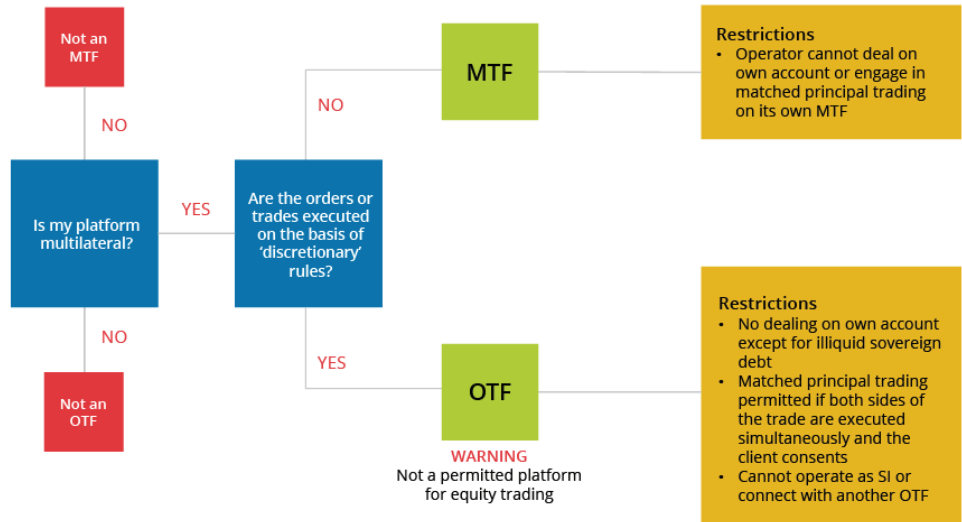 Not an
MTF
NO
Is my platform
multilateral?
NO
Not an
OTF
YES
Are the orders or
trades executed
on the basis of
‘discretionary’
rules?
NO
MTF
Restrictions
• Operator cannot deal on
own account or engage in
matched principal trading
on its own MTF
YES
OTF
WARNING
Not a permitted platform
for equity trading
Restrictions
• No dealing on own account
except for illiquid sovereign
debt
• Matched principal trading
permitted if both sides of
the trade are executed
simultaneously and the
client consents
• Cannot operate as SI or
connect with another OTF